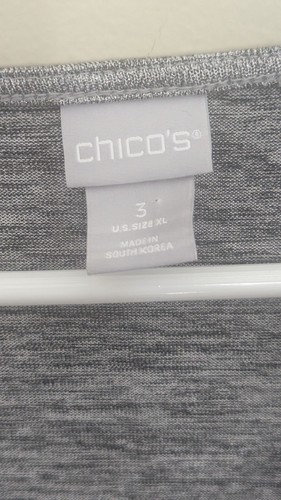 chico's®
3
U.S. SIZE XL
MADE IN
SOUTH KOREA